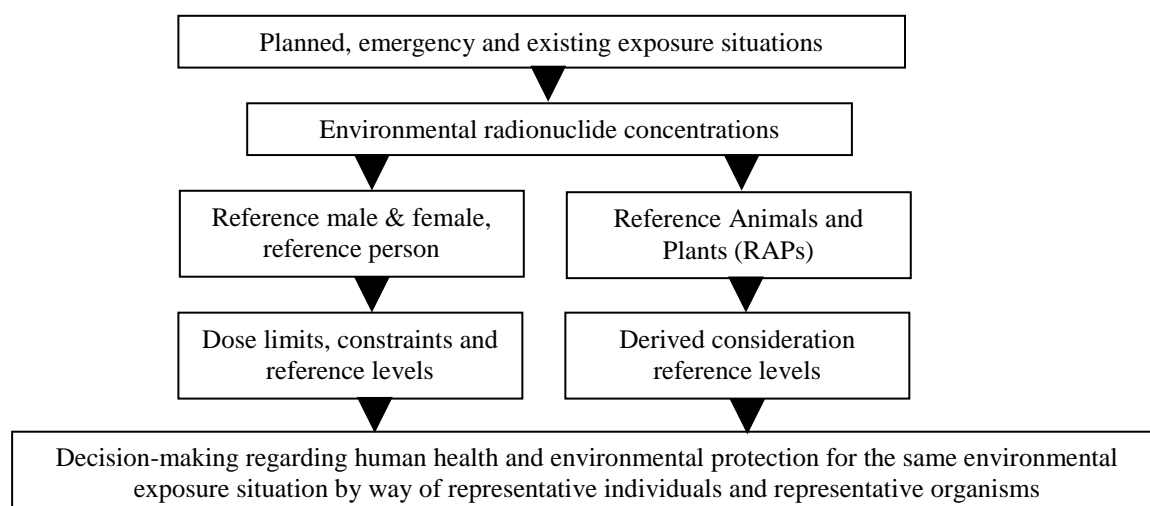 Planned, emergency and existing exposure situations
Environmental radionuclide concentrations
Reference male & female,
reference person
Reference Animals and
Plants (RAPs)
Dose limits, constraints and
reference levels
Derived consideration
reference levels
Decision-making regarding human health and environmental protection for the same environmental
exposure situation by way of representative individuals and representative organisms